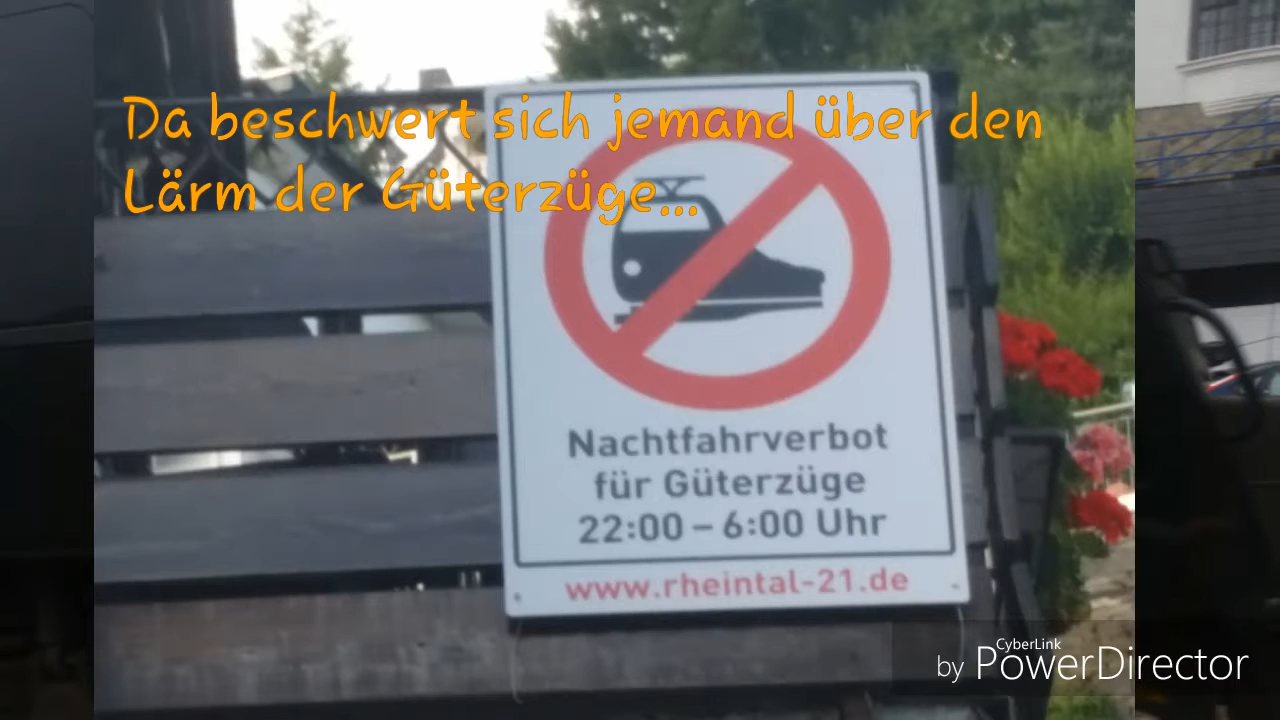 Da beschwert sich jemand über den
Lärm der Güterzüge...
Nachtfahrverbot
für Güterzüge
22:00 – 6:00 Uhr
www.rheintal-21.de
CyberLink
by PowerDirector